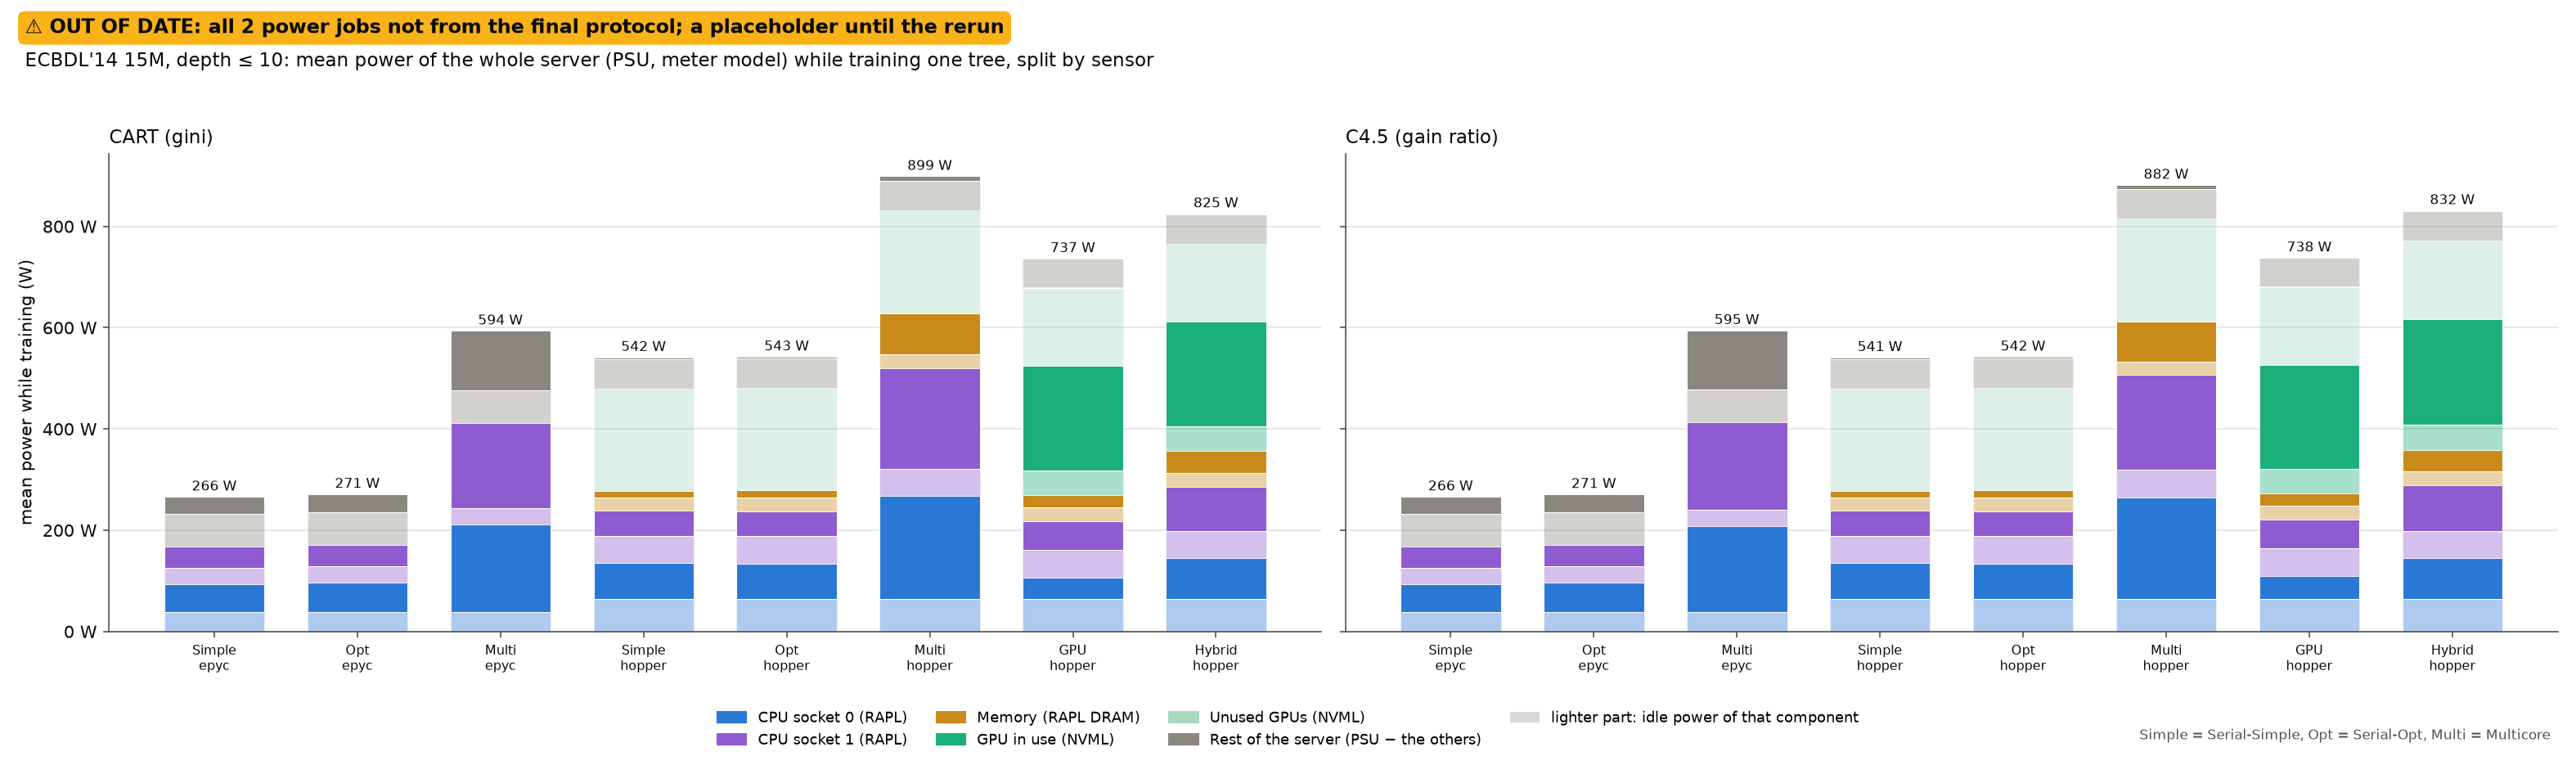 ⚠ OUT OF DATE: all 2 power jobs not from the final protocol; a placeholder until the rerun
ECBDL'14 15M, depth ≤ 10: mean power of the whole server (PSU, meter model) while training one tree, split by sensor
CART (gini)
mean power while training (W)
800 W
600 W
400 W
200 W
0 W
266 W
271 W
594 W
542 W
543 W
899 W
737 W
825 W
Simple epyc
Opt epyc
Multi epyc
Simple hopper
Opt hopper
Multi hopper
GPU hopper
Hybrid hopper
C4.5 (gain ratio)
266 W
271 W
595 W
541 W
542 W
882 W
738 W
832 W
Simple epyc
Opt epyc
Multi epyc
Simple hopper
Opt hopper
Multi hopper
GPU hopper
Hybrid hopper
CPU socket 0 (RAPL)
CPU socket 1 (RAPL)
Memory (RAPL DRAM)
GPU in use (NVML)
Unused GPUs (NVML)
Rest of the server (PSU − the others)
lighter part: idle power of that component
Simple = Serial-Simple, Opt = Serial-Opt, Multi = Multicore